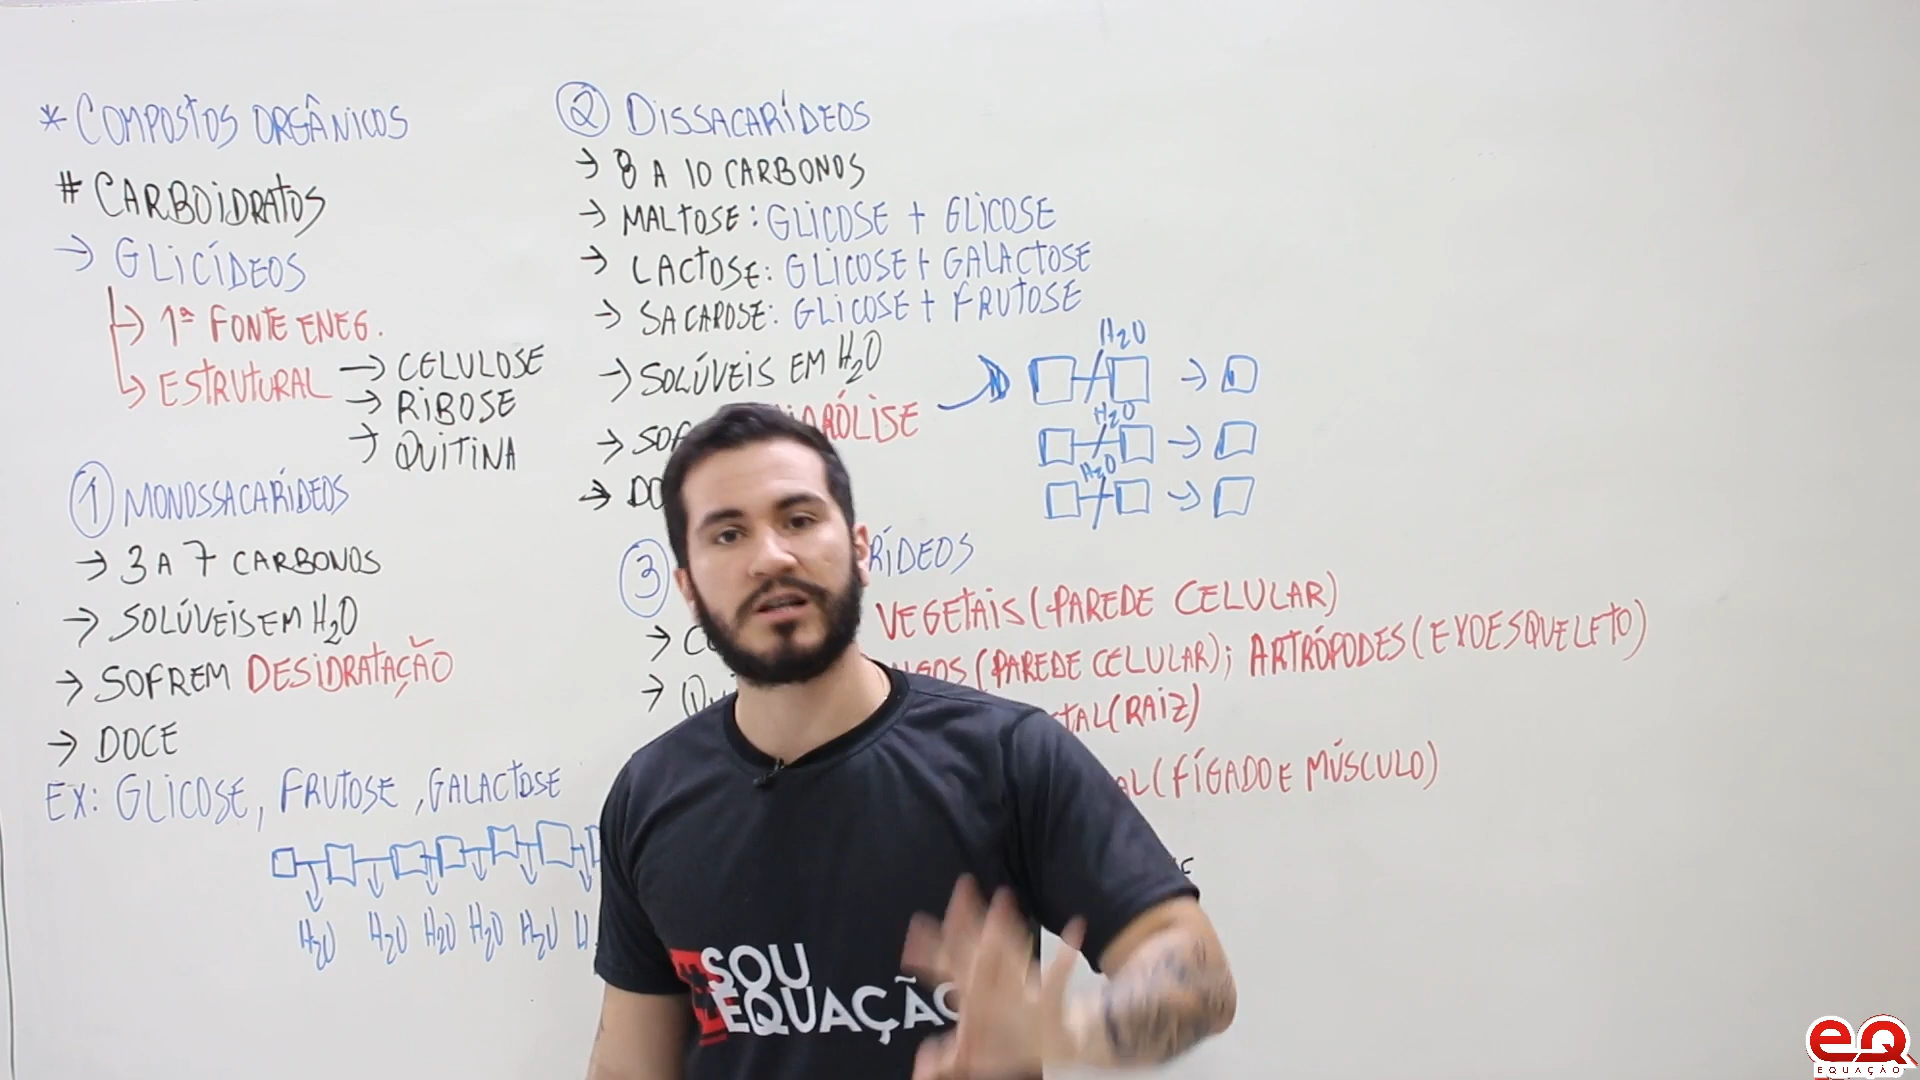 * COMPOSTOS ORGÂNICOS
# CARBOIDRATOS
→ GLICÍDEOS
→ 1ª FONTE ENEG.
→ ESTRUTURAL → CELULOSE
→ RIBOSE
→ QUITINA
① MONOSSACARÍDEOS
→ 3 A 7 CARBONOS
→ SOLÚVEIS EM H2O
→ SOFREM DESIDRATAÇÃO
→ DOCE
EX: GLICOSE, FRUTOSE, GALACTOSE
H2O H2O H2O H2O H2O
② DISSACARÍDEOS
→ 8 A 10 CARBONOS
→ MALTOSE: GLICOSE + GLICOSE
→ LACTOSE: GLICOSE + GALACTOSE
→ SACAROSE: GLICOSE + FRUTOSE
→ SOLÚVEIS EM H2O
H2O
H2O
H2O
③
VEGETAIS (PAREDE CELULAR)
(PAREDE CELULAR); ARTRÓPODES (EXOESQUELETO)
(RAIZ)
(FÍGADO E MÚSCULO)
SOU
EQUAÇÃO
eQ
EQUAÇÃO